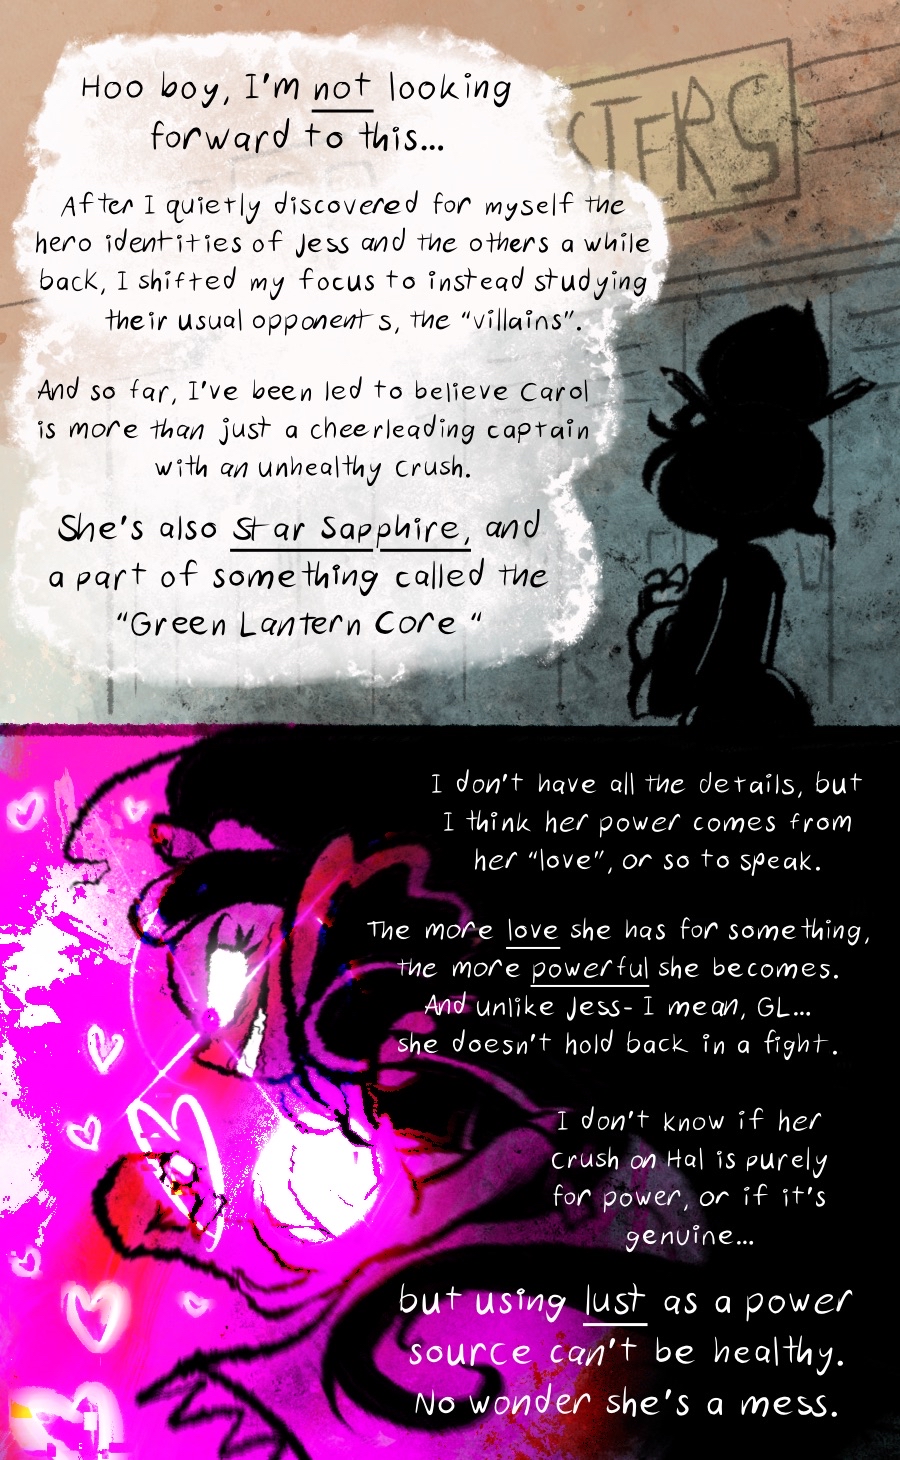 Hoo boy, I'm not looking
forward to this...
STERS
After I quietly discovered for myself the
hero identities of Jess and the others a while
back, I shifted my focus to instead studying
their usual opponents, the "villains".
And so far, I've been led to believe Carol
is more than just a cheerleading captain
with an unhealthy crush.
She's also Star Sapphire, and
a part of something called the
"Green Lantern Core "
I don't have all the details, but
I think her power comes from
her "love", or so to speak.
The more love she has for something,
the more powerful she becomes.
And unlike Jess- I mean, GL...
she doesn't hold back in a fight.
I don't know if her
crush on Hal is purely
for power, or if it's
genuine...
but using lust as a power
source can't be healthy.
No wonder she's a mess.